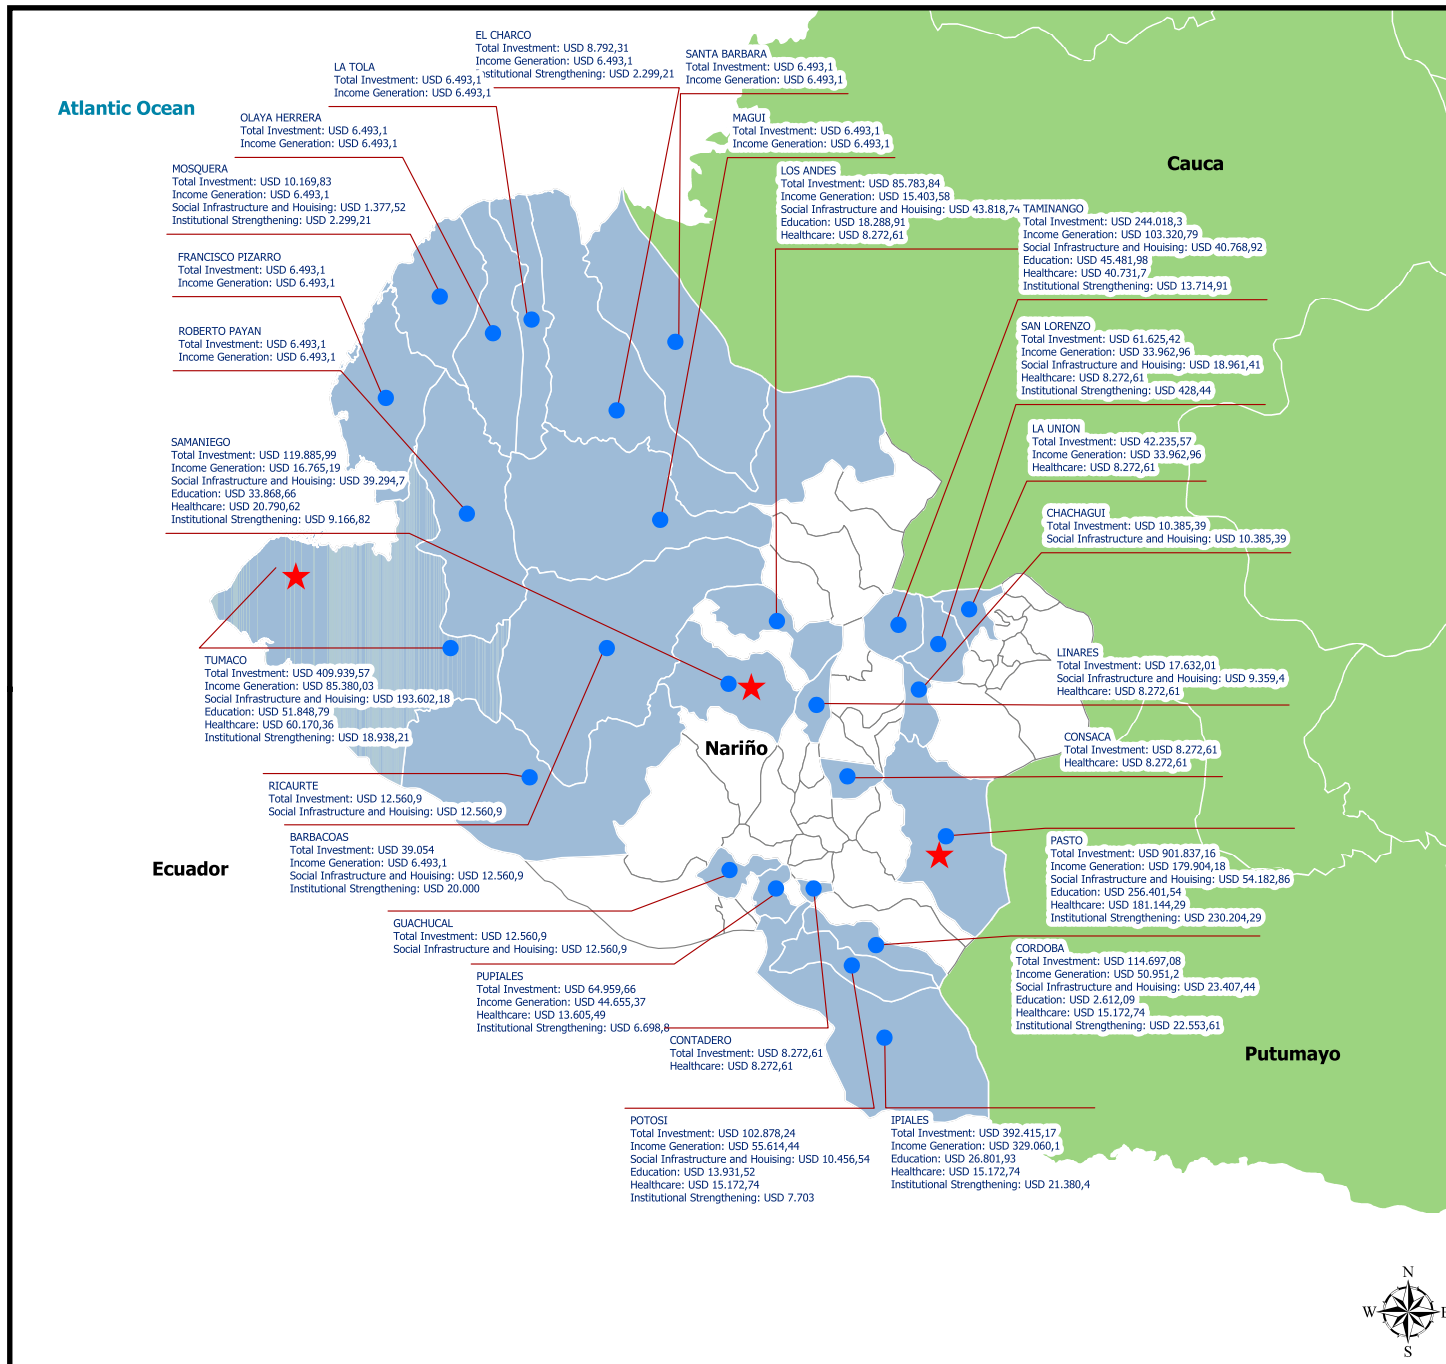 EL CHARCO
Total Investment: USD 8.792,31
Income Generation: USD 6.493,1
Institutional Strengthening: USD 2.299,21
SANTA BARBARA
Total Investment: USD 6.493,1
Income Generation: USD 6.493,1
LA TOLA
Total Investment: USD 6.493,1
Income Generation: USD 6.493,1
Atlantic Ocean
OLAYA HERRERA
Total Investment: USD 6.493,1
Income Generation: USD 6.493,1
MAGUI
Total Investment: USD 6.493,1
Income Generation: USD 6.493,1
Cauca
MOSQUERA
Total Investment: USD 10.169,83
Income Generation: USD 6.493,1
Social Infrastructure and Housing: USD 1.377,52
Institutional Strengthening: USD 2.299,21
LOS ANDES
Total Investment: USD 85.783,84
Income Generation: USD 15.403,58
Social Infrastructure and Houising: USD 43.818,74
Education: USD 18.288,91
Healthcare: USD 8.272,61
TAMINANGO
Total Investment: USD 244.018,3
Income Generation: USD 103.320,79
Social Infrastructure and Houising: USD 40.768,92
Education: USD 45.481,98
Healthcare: USD 40.731,7
Institutional Strengthening: USD 13.714,91
FRANCISCO PIZARRO
Total Investment: USD 6.493,1
Income Generation: USD 6.493,1
ROBERTO PAYAN
Total Investment: USD 6.493,1
Income Generation: USD 6.493,1
SAN LORENZO
Total Investment: USD 61.625,42
Income Generation: USD 33.962,96
Social Infrastructure and Houising: USD 18.961,41
Healthcare: USD 8.272,61
Institutional Strengthening: USD 428,44
SAMANIEGO
Total Investment: USD 119.885,99
Income Generation: USD 16.765,19
Social Infrastructure and Houising: USD 39.294,7
Education: USD 33.868,66
Healthcare: USD 20.790,62
Institutional Strengthening: USD 9.166,82
LA UNION
Total Investment: USD 42.235,57
Income Generation: USD 33.962,96
Healthcare: USD 8.272,61
CHACHAGUI
Total Investment: USD 10.385,39
Social Infrastructure and Houising: USD 10.385,39
LINARES
Total Investment: USD 17.632,01
Social Infrastructure and Houising: USD 9.359,4
Healthcare: USD 8.272,61
TUMACO
Total Investment: USD 409.939,57
Income Generation: USD 85.380,03
Social Infrastructure and Houising: USD 193.602,18
Education: USD 51.848,79
Healthcare: USD 60.170,36
Institutional Strengthening: USD 18.938,21
Nariño
CONSACA
Total Investment: USD 8.272,61
Healthcare: USD 8.272,61
RICAURTE
Total Investment: USD 12.560,9
Social Infrastructure and Houising: USD 12.560,9
BARBACOAS
Total Investment: USD 39.054
Income Generation: USD 6.493,1
Social Infrastructure and Housing: USD 12.560,9
Institutional Strengthening: USD 20.000
Ecuador
PASTO
Total Investment: USD 901.837,16
Income Generation: USD 179.904,18
Social Infrastructure and Houising: USD 54.182,86
Education: USD 256.401,54
Healthcare: USD 181.144,29
Institutional Strengthening: USD 230.204,29
GUACHUCAL
Total Investment: USD 12.560,9
Social Infrastructure and Houising: USD 12.560,9
CORDOBA
Total Investment: USD 114.697,08
Income Generation: USD 50.951,2
Social Infrastructure and Houising: USD 23.407,44
Education: USD 2.612,09
Healthcare: USD 15.172,74
Institutional Strengthening: USD 22.553,61
PUPIALES
Total Investment: USD 64.959,66
Income Generation: USD 44.655,37
Healthcare: USD 13.605,49
Institutional Strengthening: USD 6.698,8
CONTADERO
Total Investment: USD 8.272,61
Healthcare: USD 8.272,61
Putumayo
POTOSI
Total Investment: USD 102.878,24
Income Generation: USD 55.614,44
Social Infrastructure and Houising: USD 10.456,54
Education: USD 13.931,52
Healthcare: USD 15.172,74
Institutional Strengthening: USD 7.703
IPIALES
Total Investment: USD 392.415,17
Income Generation: USD 329.060,1
Education: USD 26.801,93
Healthcare: USD 15.172,74
Institutional Strengthening: USD 21.380,4
N
W E
S